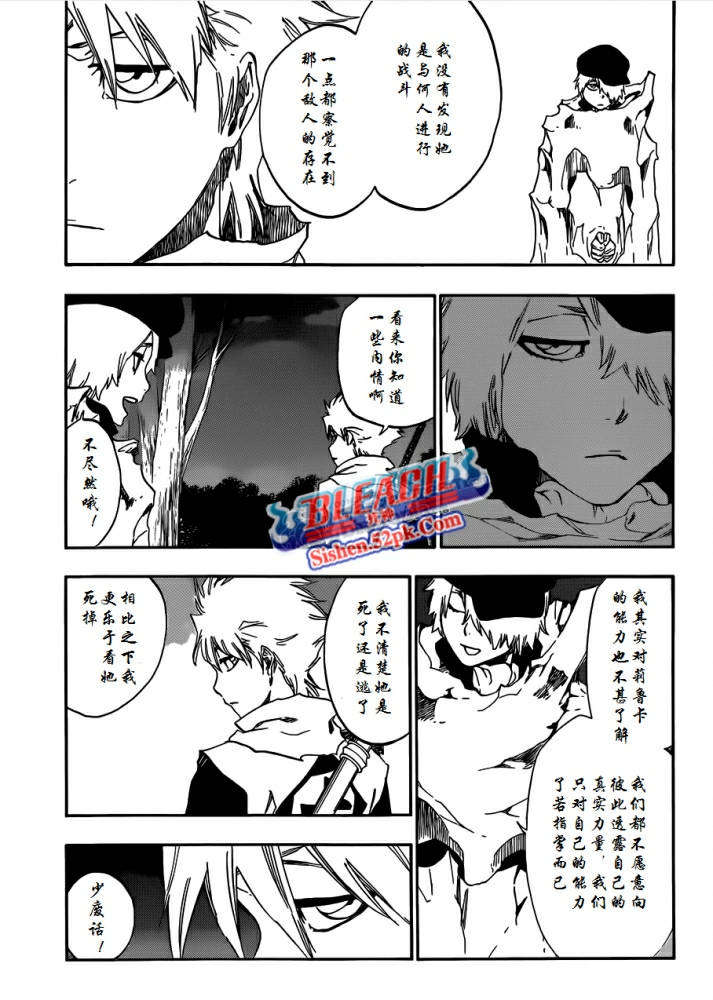 我没有发现她
是与何人进行
的战斗
一点都察觉不到
那个敌人的存在
看来你知道
一些内情啊
不尽然哦！
BLEACH
死神
Sishen.52pk.Com
我其实对莉鲁卡
的能力也不甚了解
我们都不愿意向
彼此透露自己的
真实力量，我们
只对自己的能力
了若指掌而已
我不清楚她是
死了还是逃了
相比之下我
更乐于看她
死掉
少废话！